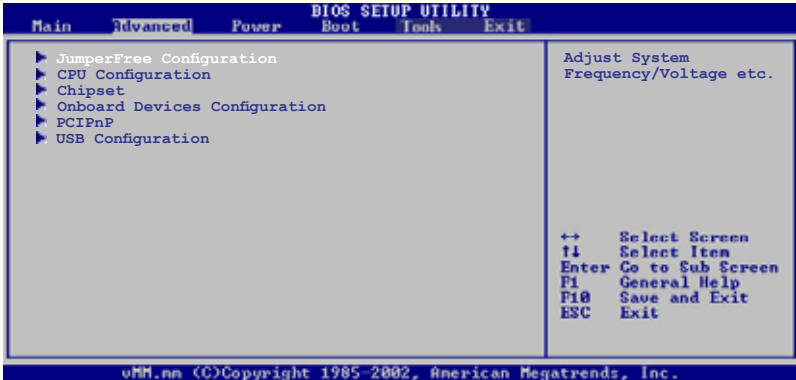 BIOS SETUP UTILITY
Main Advanced Power Boot Tools Exit
JumperFree Configuration
CPU Configuration
Chipset
Onboard Devices Configuration
PCIPnP
USB Configuration
Adjust System
Frequency/Voltage etc.
↔ Select Screen
↑↓ Select Item
Enter Go to Sub Screen
F1 General Help
F10 Save and Exit
ESC Exit
vMM.mm (C)Copyright 1985-2002, American Megatrends, Inc.